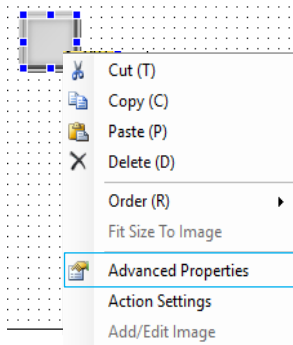 Cut (T)
Copy (C)
Paste (P)
Delete (D)
Order (R)
Fit Size To Image
Advanced Properties
Action Settings
Add/Edit Image